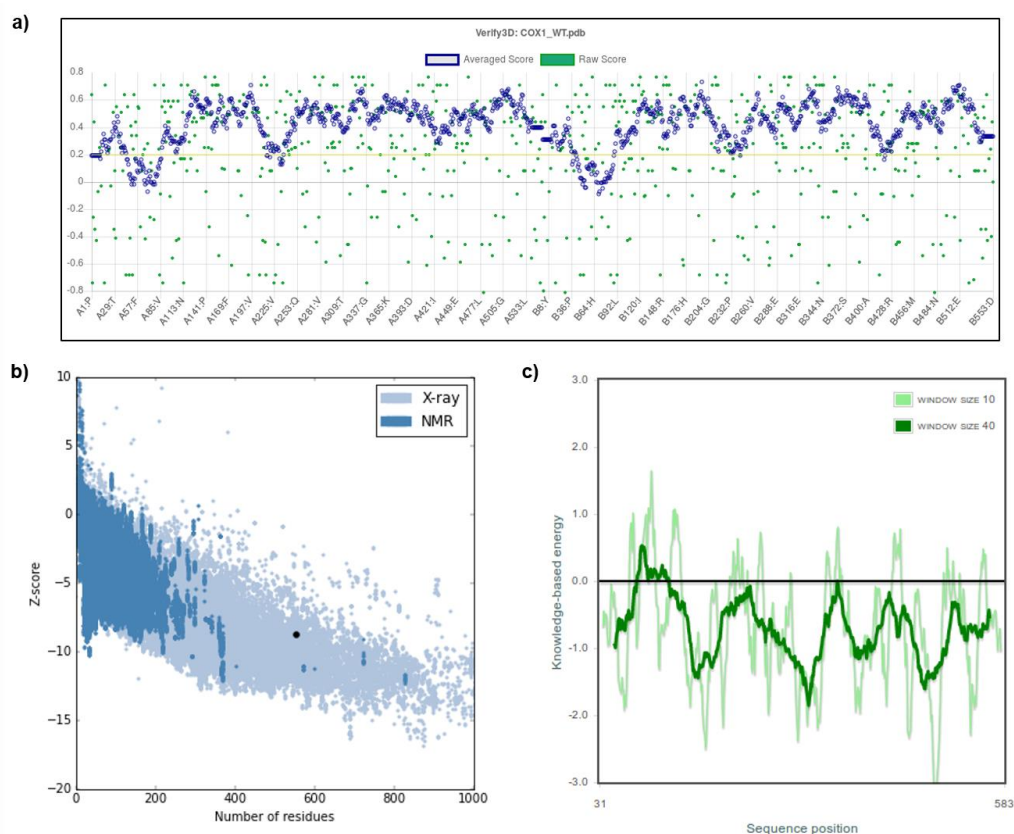 a)
Verify3D: COX1_WT.pdb
Averaged Score Raw Score
0.8
0.6
0.4
0.2
0
-0.2
-0.4
-0.6
-0.8
A1:P A29:T A57:F A85:V A113:N A141:P A169:F A197:V A225:V A253:Q A281:V A309:T A337:G A365:K A393:D A421:I A449:E A477:L A505:G A533:L B8:Y B36:P B64:H B92:L B120:I B148:R B176:H B204:G B232:P B260:V B288:E B316:E B344:N B372:S B400:A B428:R B456:M B484:N B512:E B553:D
b)
10
5
0
−5
−10
−15
−20
Z-score
X-ray
NMR
0 200 400 600 800 1000
Number of residues
c)
3.0
2.0
1.0
0.0
-1.0
-2.0
-3.0
Knowledge-based energy
WINDOW SIZE 10
WINDOW SIZE 40
31 583
Sequence position